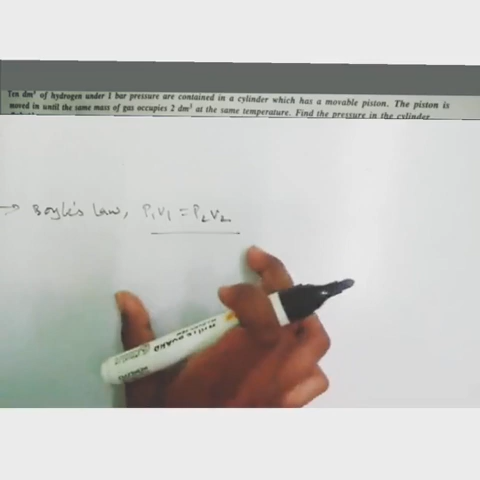 Ten dm³ of hydrogen under 1 bar pressure are contained in a cylinder which has a movable piston. The piston is
moved in until the same mass of gas occupies 2 dm³ at the same temperature. Find the pressure in the cylinder
→ Boyle's Law, P₁V₁ = P₂V₂